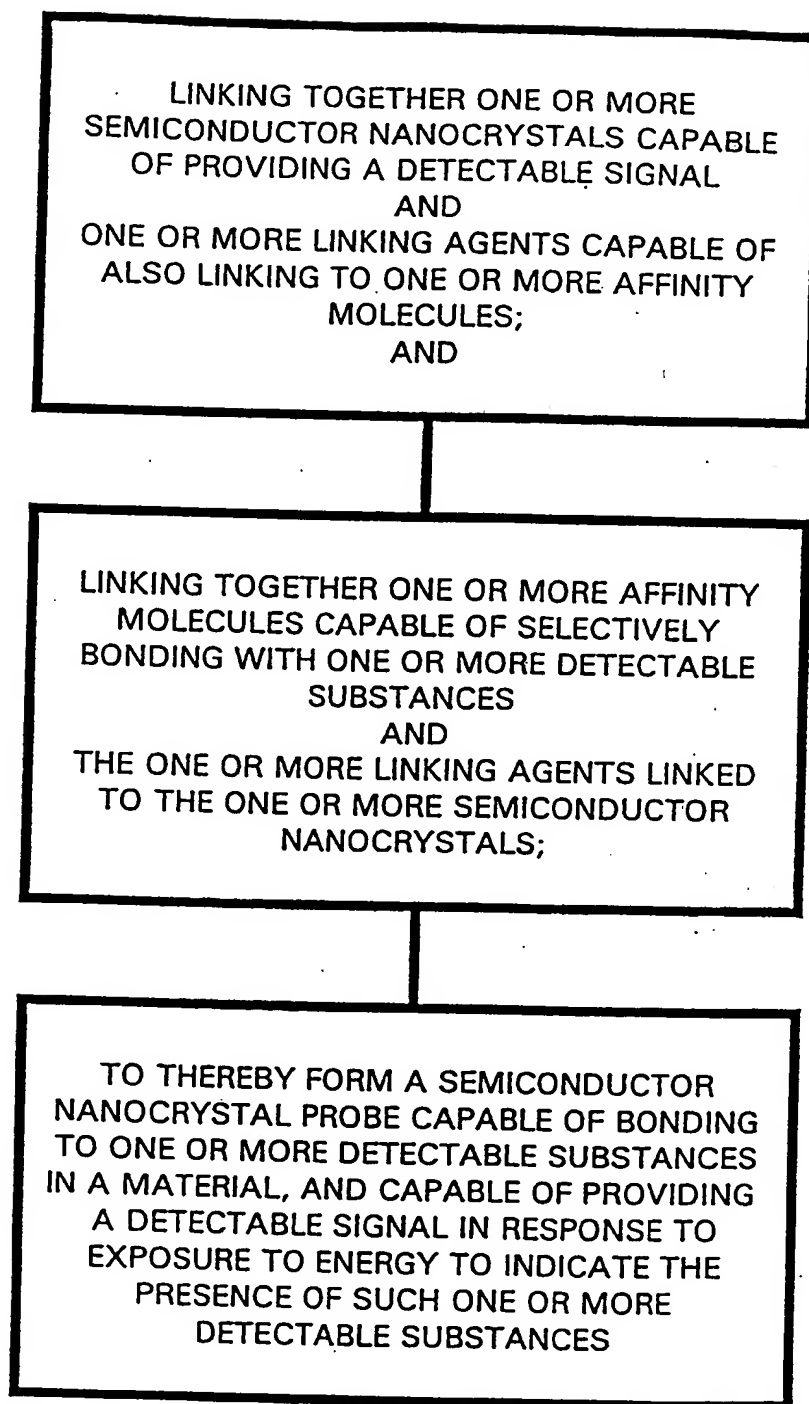 LINKING TOGETHER ONE OR MORE
SEMICONDUCTOR NANOCRYSTALS CAPABLE
OF PROVIDING A DETECTABLE SIGNAL
AND
ONE OR MORE LINKING AGENTS CAPABLE OF
ALSO LINKING TO ONE OR MORE AFFINITY
MOLECULES;
AND
LINKING TOGETHER ONE OR MORE AFFINITY
MOLECULES CAPABLE OF SELECTIVELY
BONDING WITH ONE OR MORE DETECTABLE
SUBSTANCES
AND
THE ONE OR MORE LINKING AGENTS LINKED
TO THE ONE OR MORE SEMICONDUCTOR
NANOCRYSTALS;
TO THEREBY FORM A SEMICONDUCTOR
NANOCRYSTAL PROBE CAPABLE OF BONDING
TO ONE OR MORE DETECTABLE SUBSTANCES
IN A MATERIAL, AND CAPABLE OF PROVIDING
A DETECTABLE SIGNAL IN RESPONSE TO
EXPOSURE TO ENERGY TO INDICATE THE
PRESENCE OF SUCH ONE OR MORE
DETECTABLE SUBSTANCES